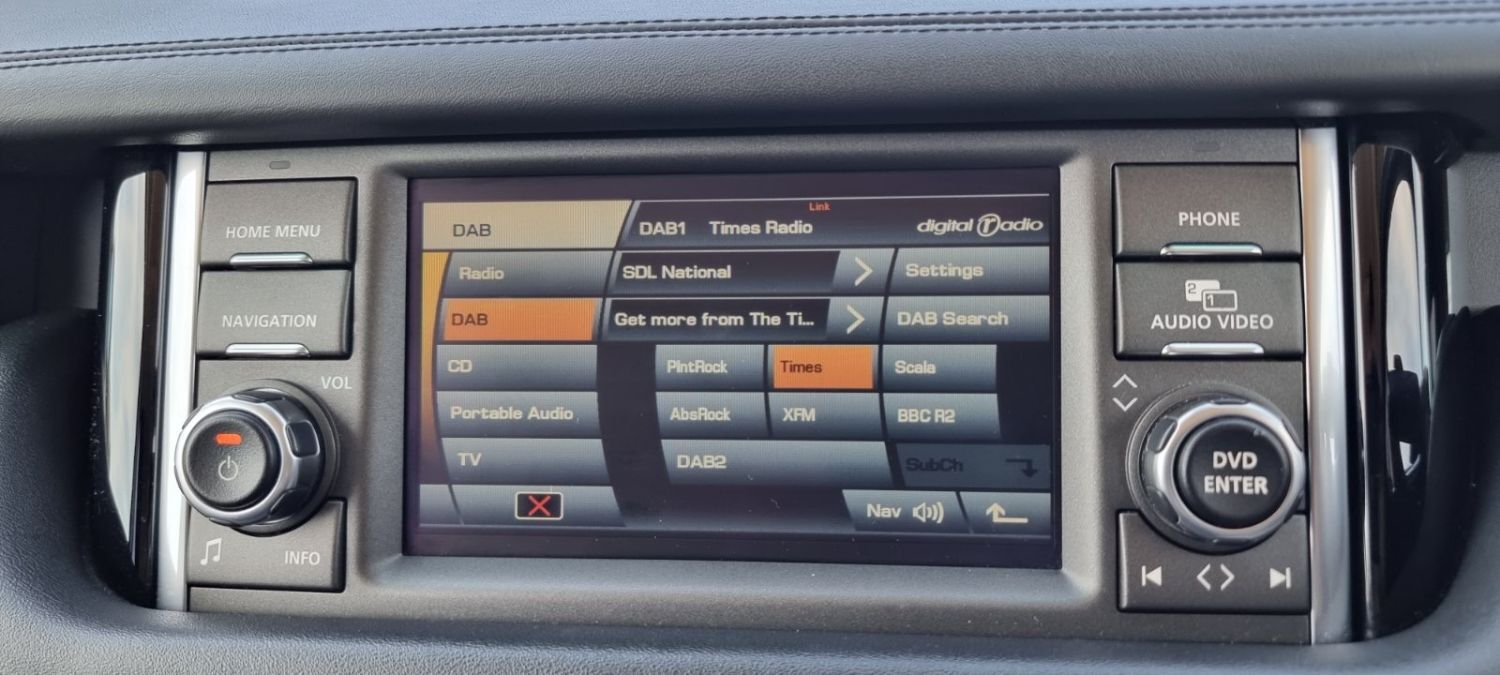 HOME MENU
NAVIGATION
VOL
INFO
Link
DAB
DAB1 Times Radio
digital radio
Radio
SDL National
Settings
DAB
Get more from The Ti...
DAB Search
CD
PlntRock
Times
Scala
Portable Audio
AbsRock
XFM
BBC R2
TV
DAB2
SubCh
Nav
PHONE
2
1
AUDIO VIDEO
DVD
ENTER